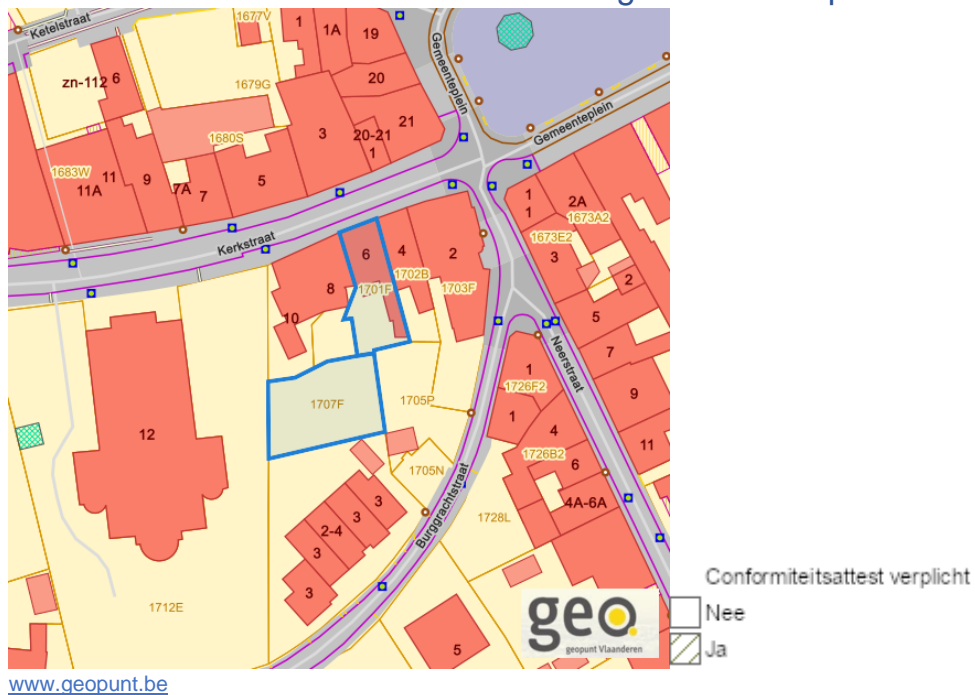 Ketelstraat
1677V
1
1A
19
Gemeenteplein
zn-112
6
1679G
20
1680S
3
20-21
1
21
Gemeenteplein
1683W
11A
11
9
7A
7
5
Kerkstraat
1
1
2A
1673A2
1673E2
3
2
6
4
1702B
2
1701F
1703F
8
10
5
7
Neerstraat
1
1726F2
9
1707F
1705P
1
12
4
11
1726B2
6
1705N
4A-6A
Burggrachtstraat
3
3
2-4
3
3
1728L
1712E
5
geo.
geopunt Vlaanderen
Conformiteitsattest verplicht
Nee
Ja
www.geopunt.be